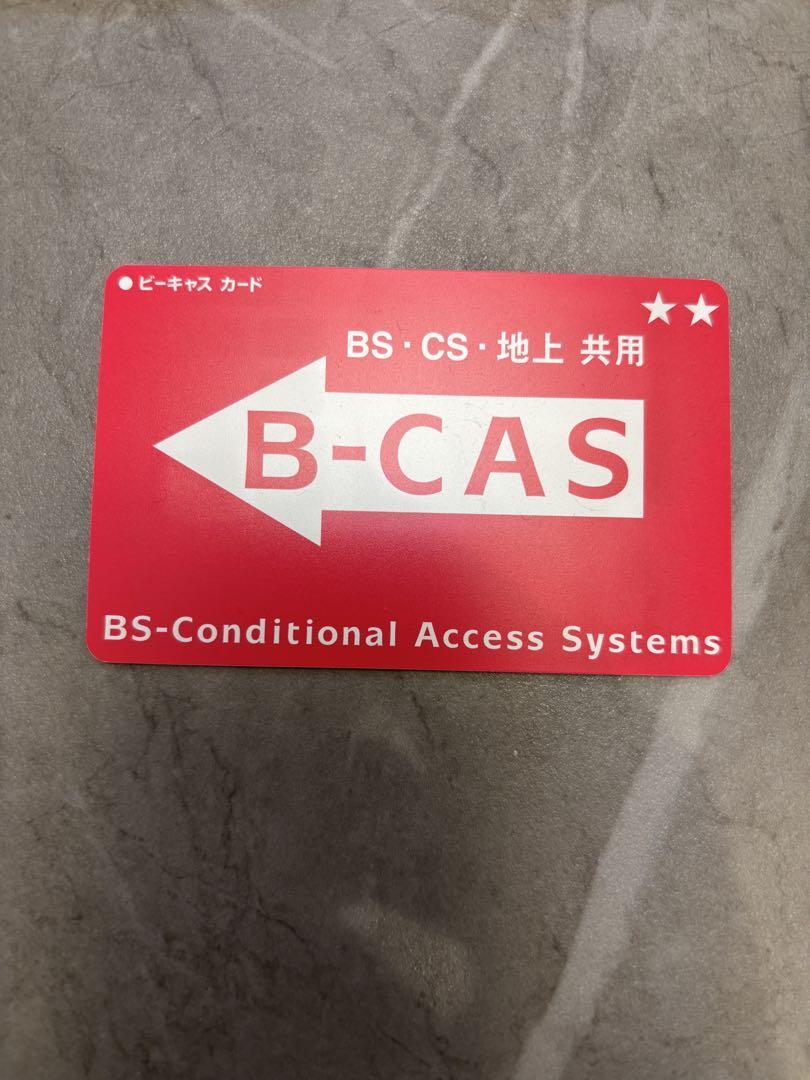 ●ビーキャス カード
★★
BS・CS・地上 共用
B-CAS
BS-Conditional Access Systems